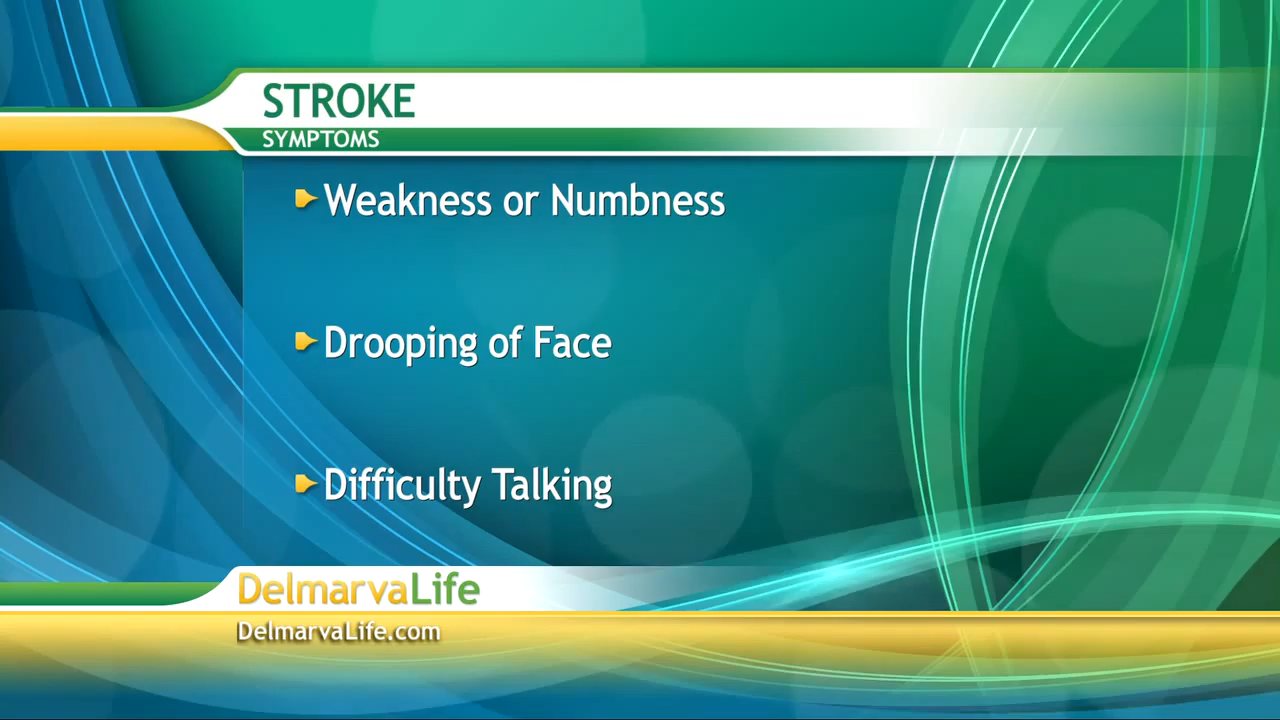 STROKE
SYMPTOMS
Weakness or Numbness
Drooping of Face
Difficulty Talking
DelmarvaLife
DelmarvaLife.com